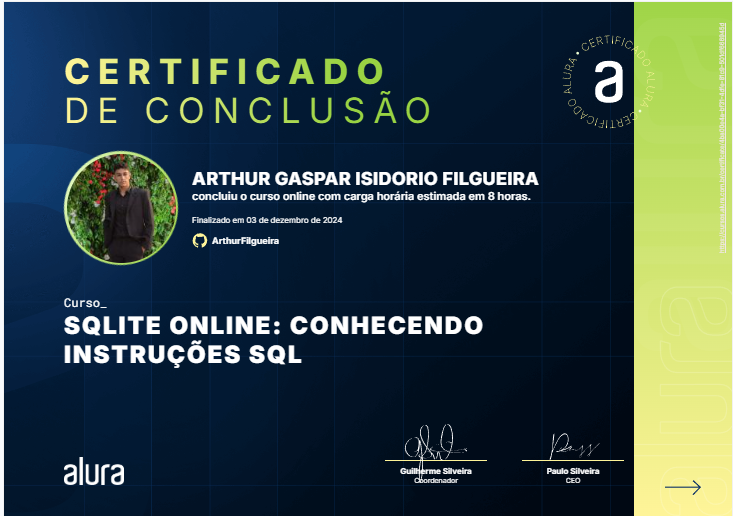 CERTIFICADO
DE CONCLUSÃO
ALURA • CERTIFICADO ALURA • CERTIFICADO
a
ARTHUR GASPAR ISIDORIO FILGUEIRA
concluiu o curso online com carga horária estimada em 8 horas.
Finalizado em 03 de dezembro de 2024
ArthurFilgueira
Curso_
SQLITE ONLINE: CONHECENDO
INSTRUÇÕES SQL
alura
Guilherme Silveira
Coordenador
Paulo Silveira
CEO
alura